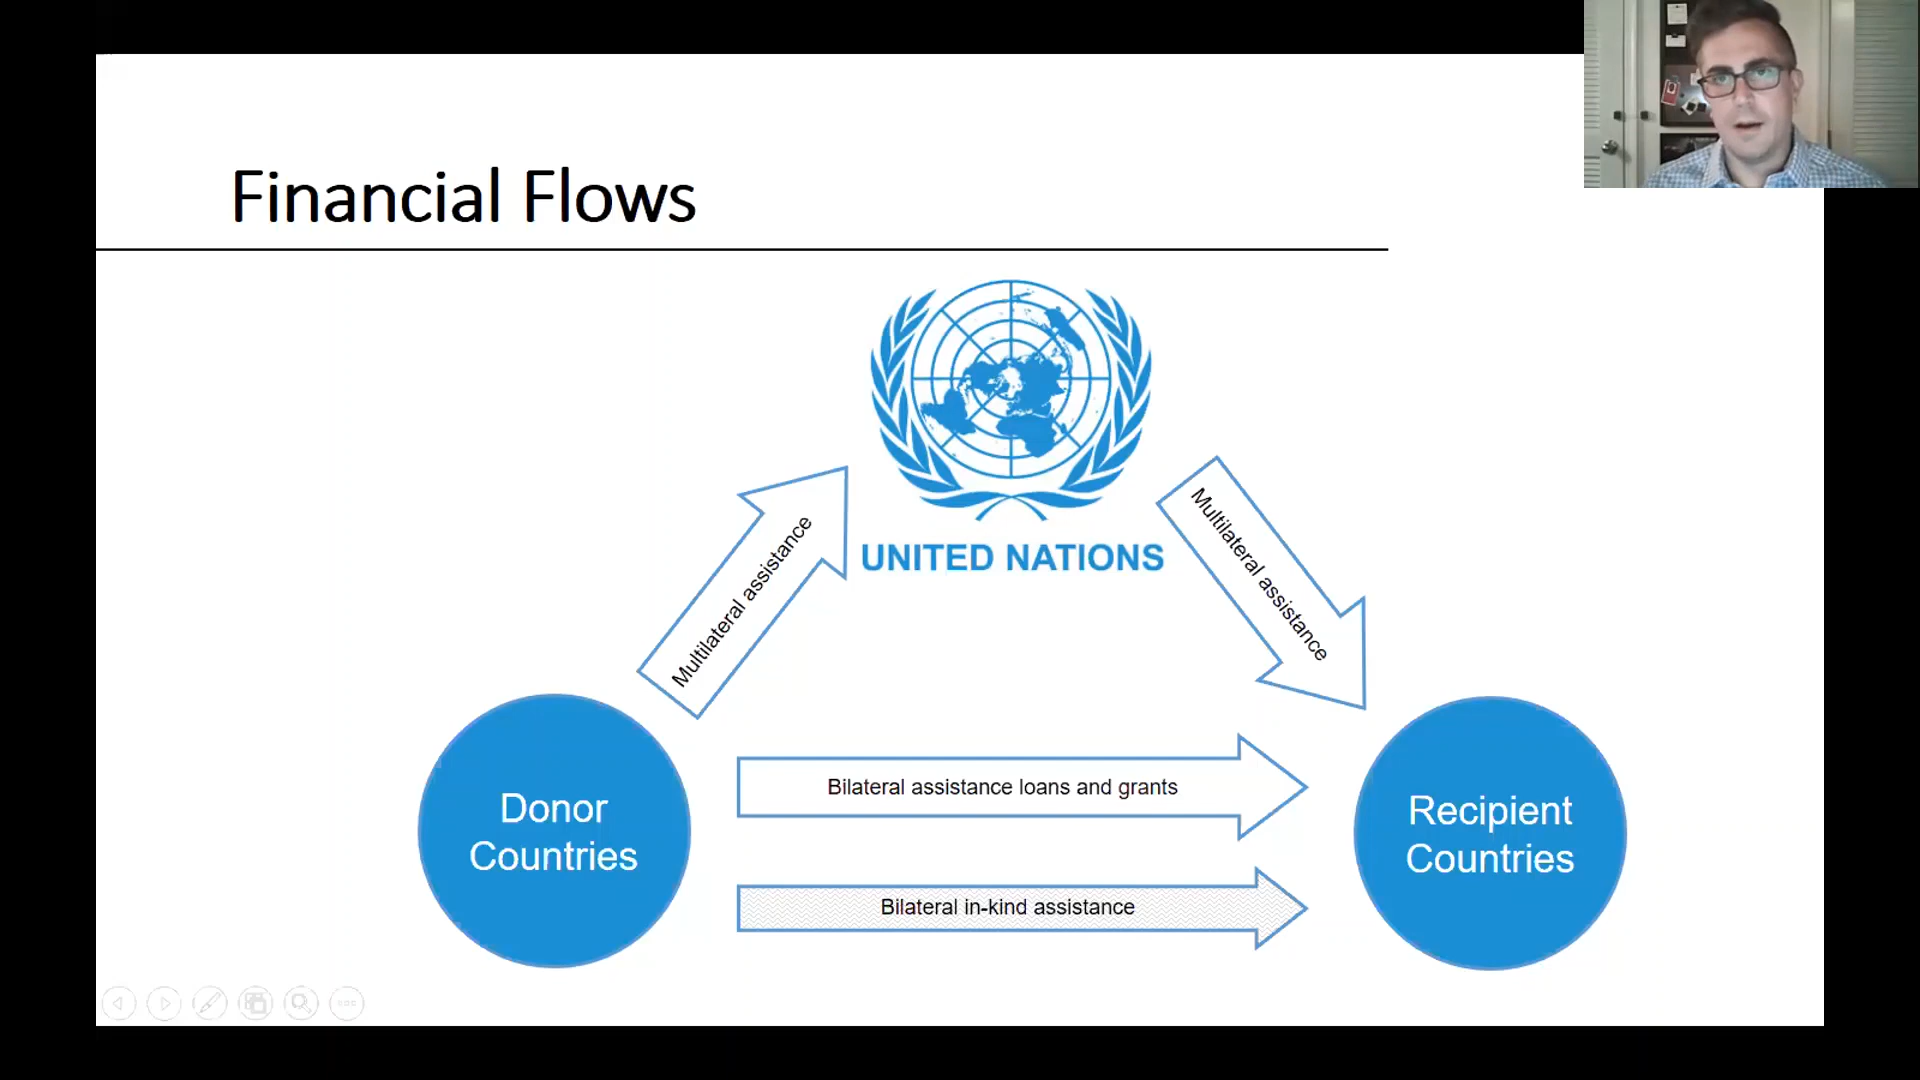 Financial Flows
UNITED NATIONS
Multilateral assistance
Multilateral assistance
Donor
Countries
Bilateral assistance loans and grants
Bilateral in-kind assistance
Recipient
Countries